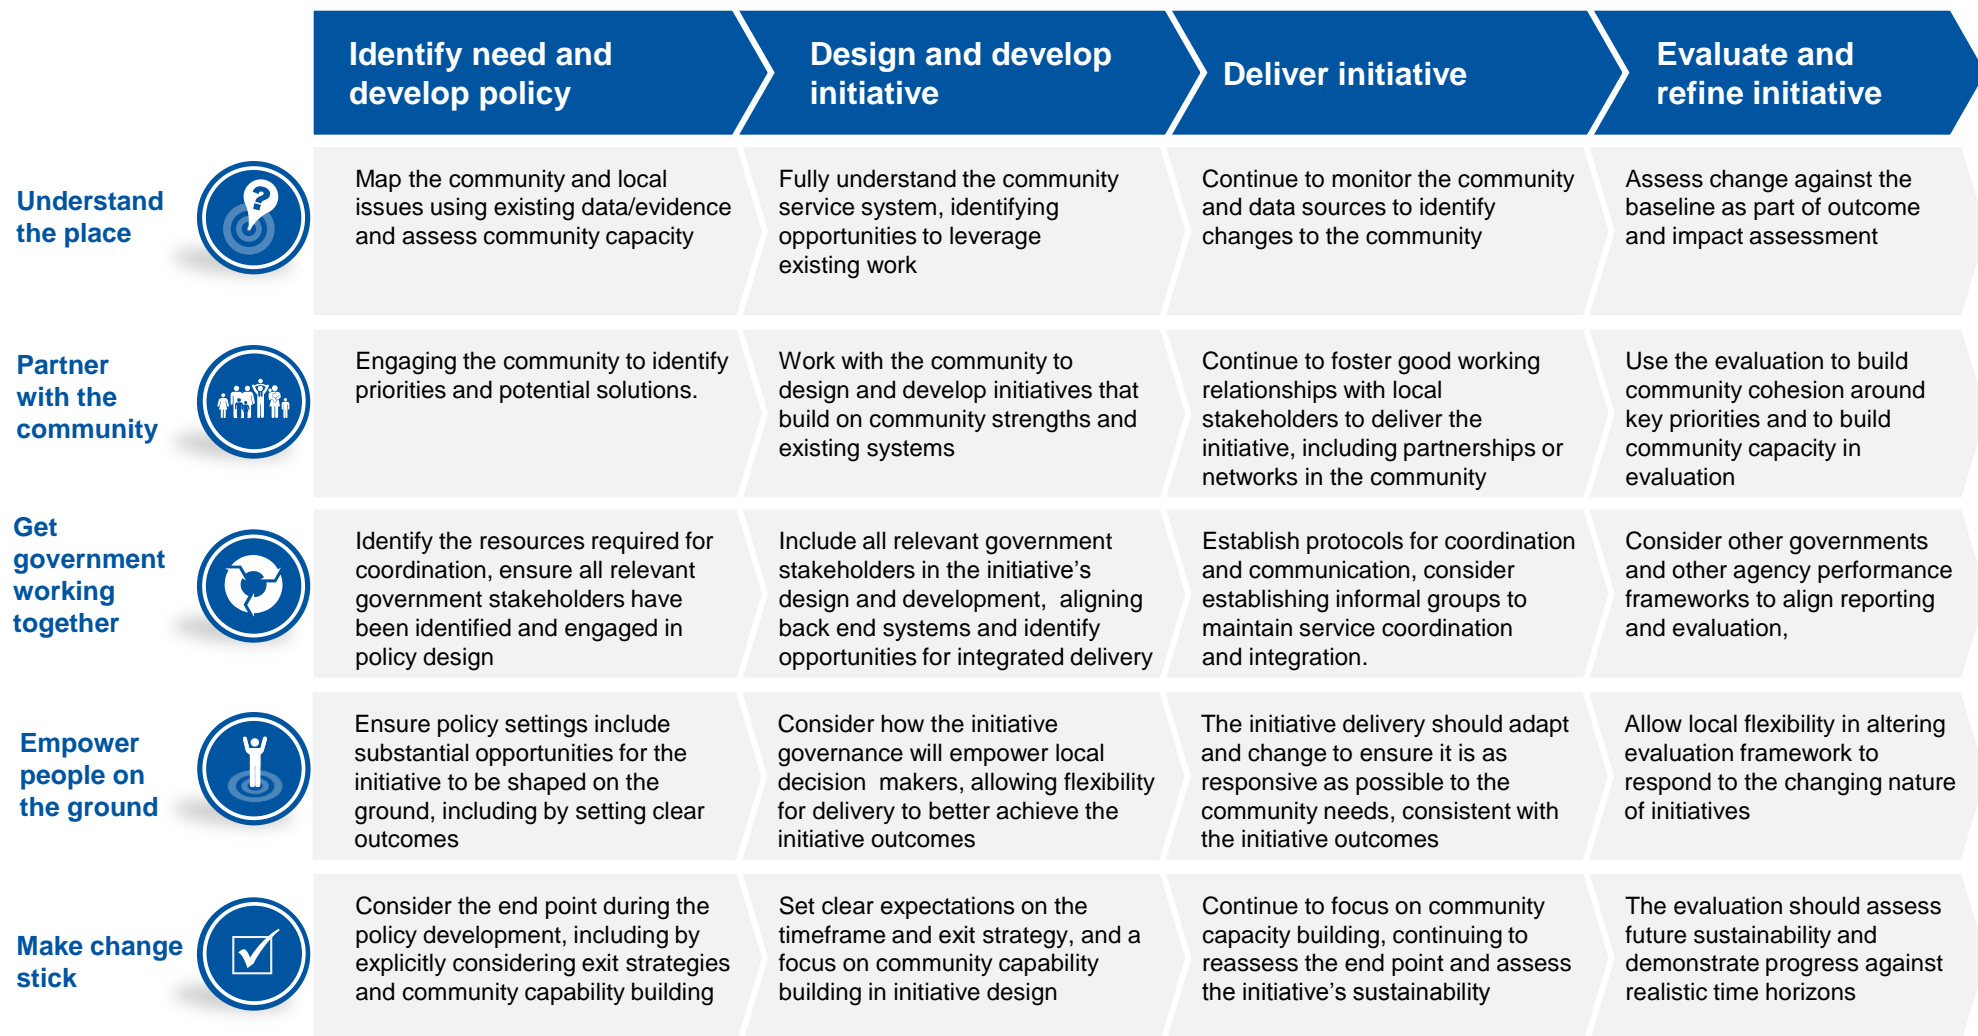 Identify need and
develop policy
Design and develop
initiative
Deliver initiative
Evaluate and
refine initiative
Understand
the place
?
Map the community and local
issues using existing data/evidence
and assess community capacity
Fully understand the community
service system, identifying
opportunities to leverage
existing work
Continue to monitor the community
and data sources to identify
changes to the community
Assess change against the
baseline as part of outcome
and impact assessment
Partner
with the
community
Engaging the community to identify
priorities and potential solutions.
Work with the community to
design and develop initiatives that
build on community strengths and
existing systems
Continue to foster good working
relationships with local
stakeholders to deliver the
initiative, including partnerships or
networks in the community
Use the evaluation to build
community cohesion around
key priorities and to build
community capacity in
evaluation
Get
government
working
together
Identify the resources required for
coordination, ensure all relevant
government stakeholders have
been identified and engaged in
policy design
Include all relevant government
stakeholders in the initiative’s
design and development,  aligning
back end systems and identify
opportunities for integrated delivery
Establish protocols for coordination
and communication, consider
establishing informal groups to
maintain service coordination
and integration.
Consider other governments
and other agency performance
frameworks to align reporting
and evaluation,
Empower
people on
the ground
Ensure policy settings include
substantial opportunities for the
initiative to be shaped on the
ground, including by setting clear
outcomes
Consider how the initiative
governance will empower local
decision  makers, allowing flexibility
for delivery to better achieve the
initiative outcomes
The initiative delivery should adapt
and change to ensure it is as
responsive as possible to the
community needs, consistent with
the initiative outcomes
Allow local flexibility in altering
evaluation framework to
respond to the changing nature
of initiatives
Make change
stick
Consider the end point during the
policy development, including by
explicitly considering exit strategies
and community capability building
Set clear expectations on the
timeframe and exit strategy, and a
focus on community capability
building in initiative design
Continue to focus on community
capacity building, continuing to
reassess the end point and assess
the initiative’s sustainability
The evaluation should assess
future sustainability and
demonstrate progress against
realistic time horizons